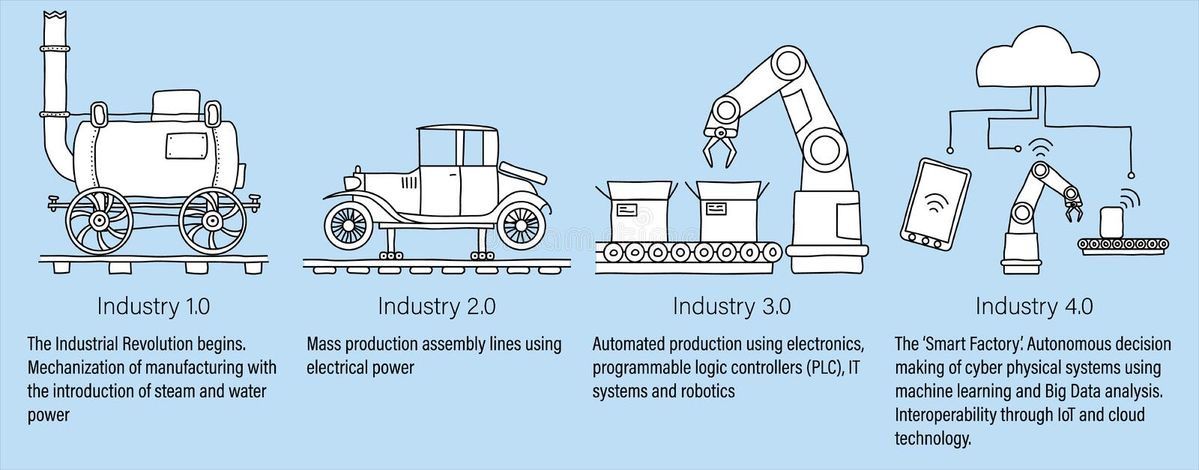 Industry 1.0
The Industrial Revolution begins.
Mechanization of manufacturing with
the introduction of steam and water
power
Industry 2.0
Mass production assembly lines using
electrical power
Industry 3.0
Automated production using electronics,
programmable logic controllers (PLC), IT
systems and robotics
Industry 4.0
The ‘Smart Factory’. Autonomous decision
making of cyber physical systems using
machine learning and Big Data analysis.
Interoperability through IoT and cloud
technology.